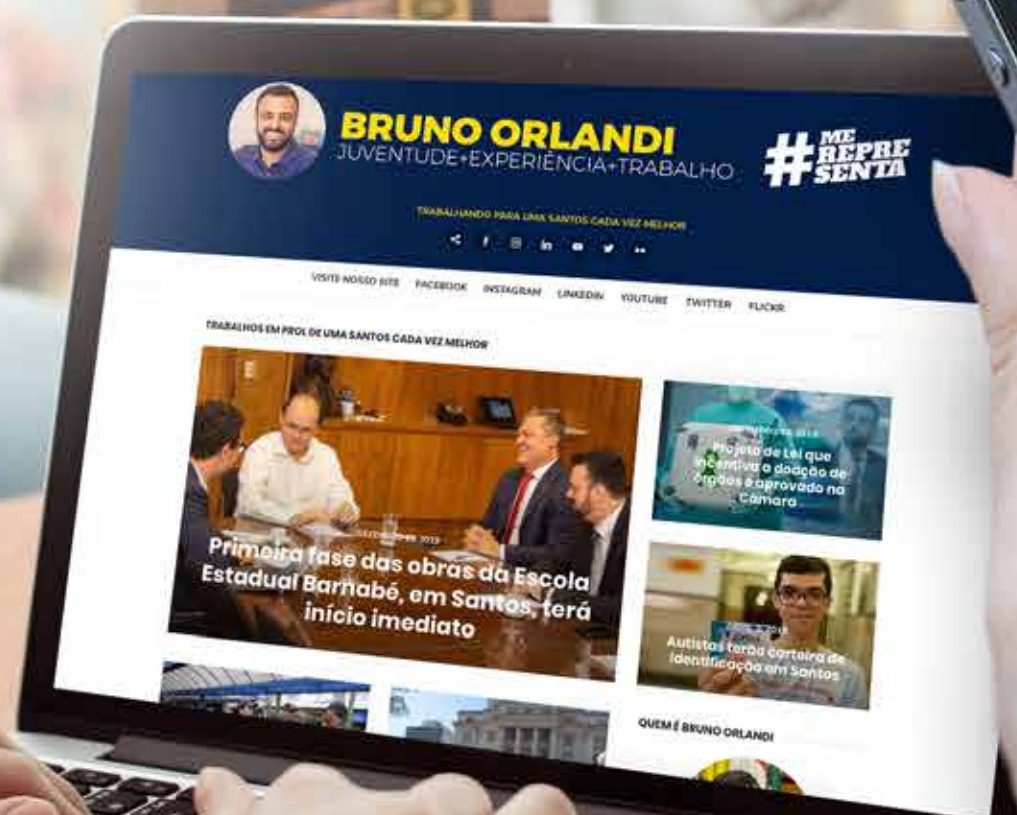 BRUNO ORLANDI
JUVENTUDE+EXPERIÊNCIA+TRABALHO
#ME
REPRE
SENTA
TRABALHANDO PARA UMA SANTOS CADA VEZ MELHOR
VISITE NOSSO SITE FACEBOOK INSTAGRAM LINKEDIN YOUTUBE TWITTER FLICKR
TRABALHOS EM PROL DE UMA SANTOS CADA VEZ MELHOR
2019
Primeira fase das obras da Escola
Estadual Barnabé, em Santos, terá
início imediato
2019
Projeto de Lei que
incentiva a doação de
órgãos é aprovado na
Câmara
Autistas terão carteira de
identificação em Santos
QUEM É BRUNO ORLANDI